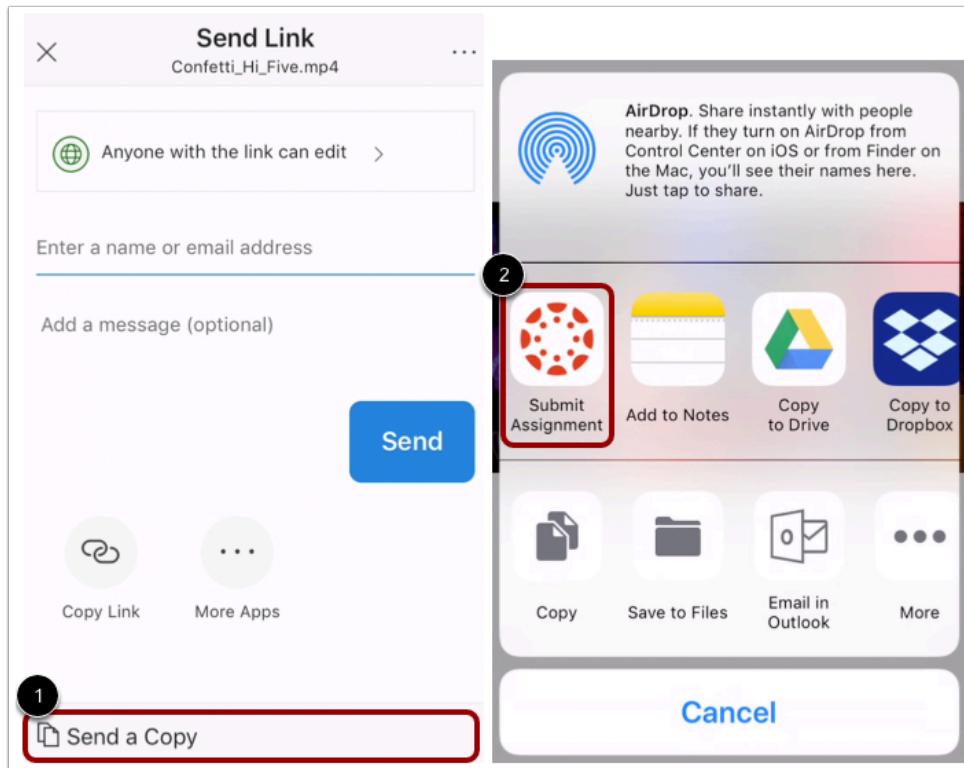 Send Link
Confetti_Hi_Five.mp4
Anyone with the link can edit
Enter a name or email address
Add a message (optional)
Send
Copy Link
More Apps
1
Send a Copy
AirDrop. Share instantly with people
nearby. If they turn on AirDrop from
Control Center on iOS or from Finder on
the Mac, you'll see their names here.
Just tap to share.
2
Submit
Assignment
Add to Notes
Copy
to Drive
Copy to
Dropbox
Copy
Save to Files
Email in
Outlook
More
Cancel